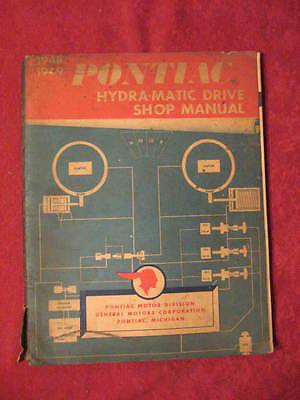 1948
1949
PONTIAC
HYDRA-MATIC DRIVE
SHOP MANUAL
PONTIAC MOTOR DIVISION
GENERAL MOTORS CORPORATION
PONTIAC, MICHIGAN